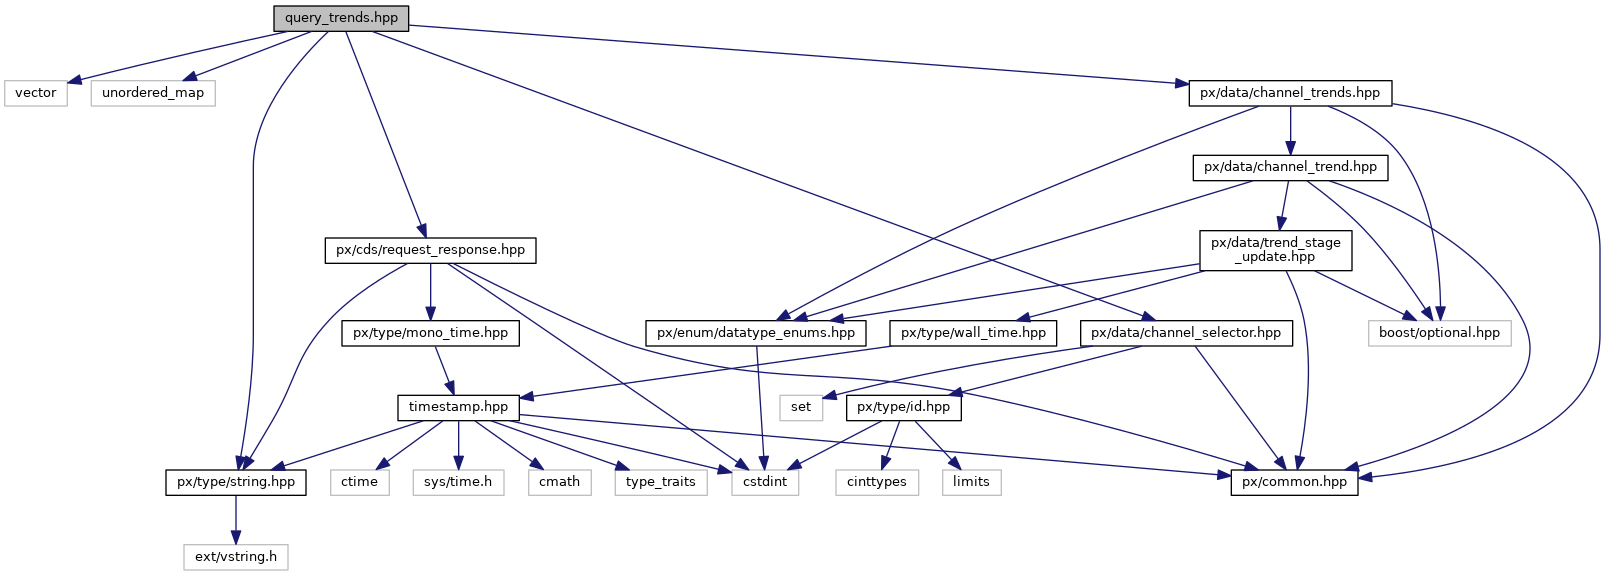 query_trends.hpp
vector
unordered_map
px/data/channel_trends.hpp
px/data/channel_trend.hpp
px/cds/request_response.hpp
px/data/trend_stage
_update.hpp
px/type/mono_time.hpp
px/enum/datatype_enums.hpp
px/type/wall_time.hpp
px/data/channel_selector.hpp
boost/optional.hpp
timestamp.hpp
set
px/type/id.hpp
px/type/string.hpp
ctime
sys/time.h
cmath
type_traits
cstdint
cinttypes
limits
px/common.hpp
ext/vstring.h